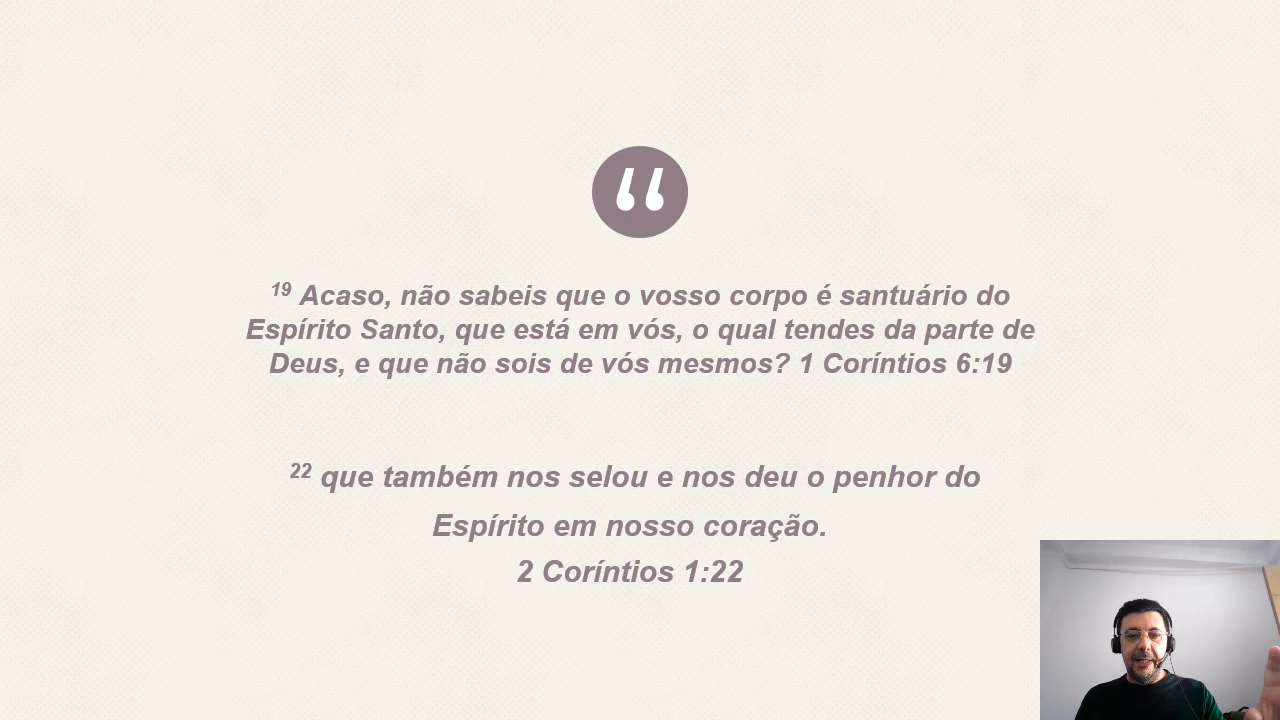 “
19 Acaso, não sabeis que o vosso corpo é santuário do
Espírito Santo, que está em vós, o qual tendes da parte de
Deus, e que não sois de vós mesmos? 1 Coríntios 6:19
22 que também nos selou e nos deu o penhor do
Espírito em nosso coração.
2 Coríntios 1:22